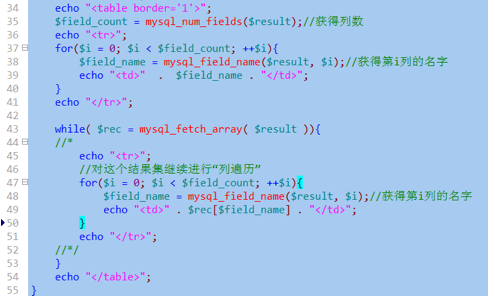 34 echo "<table border='1'>";
35 $field_count = mysql_num_fields($result);//获得列数
36 echo "<tr>";
37 for($i = 0; $i < $field_count; ++$i){
38 $field_name = mysql_field_name($result, $i);//获得第i列的名字
39 echo "<td>" . $field_name . "</td>";
40 }
41 echo "</tr>";
42
43 while( $rec = mysql_fetch_array( $result )){
44 //*
45 echo "<tr>";
46 //对这个结果集继续进行“列遍历”
47 for($i = 0; $i < $field_count; ++$i){
48 $field_name = mysql_field_name($result, $i);//获得第i列的名字
49 echo "<td>" . $rec[$field_name] . "</td>";
50 }
51 echo "</tr>";
52 //*/
53 }
54 echo "</table>";
55 }